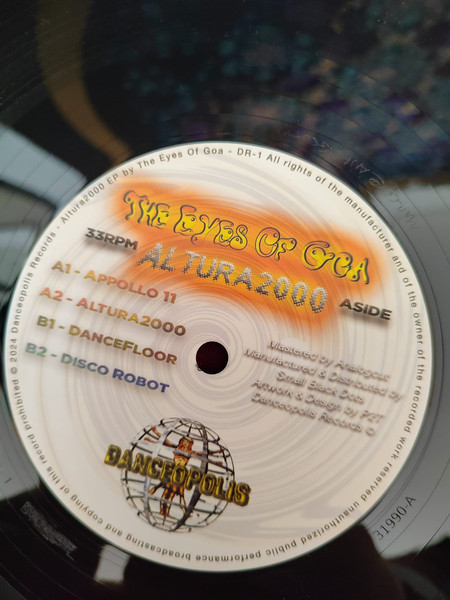 THE EYES OF GOA
ALTURA2000
33RPM
ASIDE
A1 - APPOLLO 11
A2 - ALTURA2000
B1 - DANCEFLOOR
B2 - DISCO ROBOT
Mastered by Analogcut
Manufactured & Distributed by
Small Black Dots
Artwork & Design by P2T
Danceopolis Records ©
DANCEOPOLIS
© 2024 Danceopolis Records - Altura2000 EP by The Eyes Of Goa - DR-1 All rights of the manufacturer and of the owner of the recorded work reserved unauthorized public performance broadcasting and copying of this record prohibited
31990-A